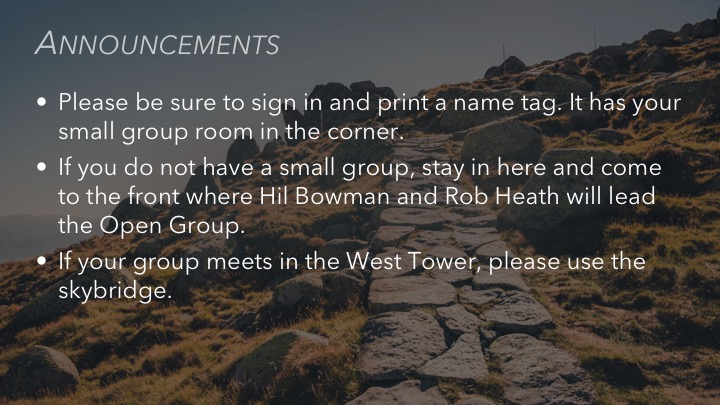 ANNOUNCEMENTS
• Please be sure to sign in and print a name tag. It has your
small group room in the corner.
• If you do not have a small group, stay in here and come
to the front where Hil Bowman and Rob Heath will lead
the Open Group.
• If your group meets in the West Tower, please use the
skybridge.